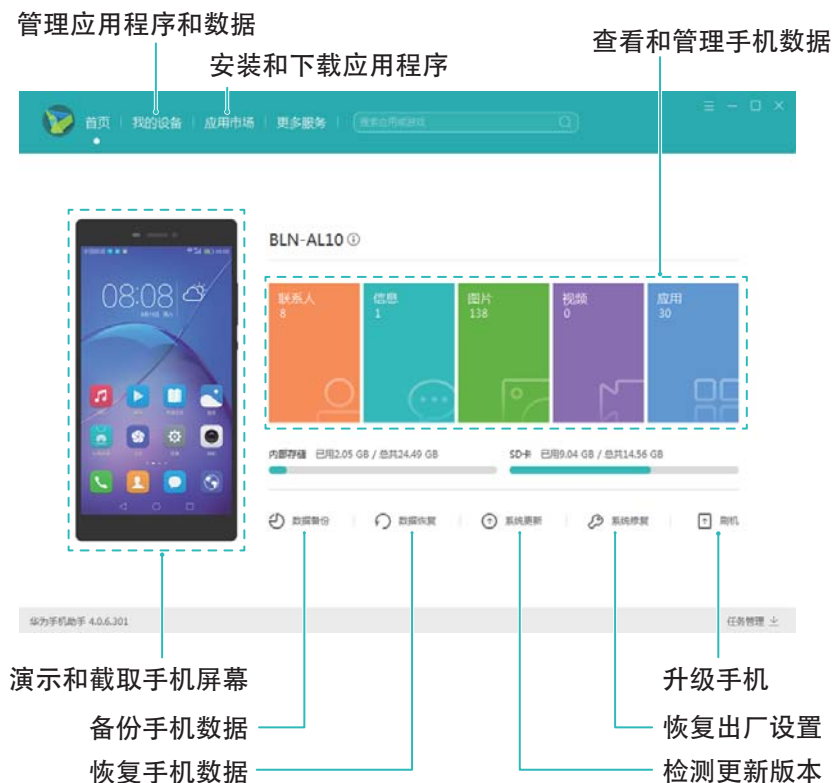 管理应用程序和数据
安装和下载应用程序
查看和管理手机数据
首页 我的设备 应用市场 更多服务 搜索应用或游戏
BLN-AL10
联系人 信息 图片 视频 应用
8 1 138 0 30
08:08
内部存储 已用2.05 GB / 总共24.49 GB SD卡 已用9.04 GB / 总共14.56 GB
数据备份 数据恢复 系统更新 系统修复 刷机
华为手机助手 4.0.6.301 任务管理
演示和截取手机屏幕 升级手机
备份手机数据 恢复出厂设置
恢复手机数据 检测更新版本